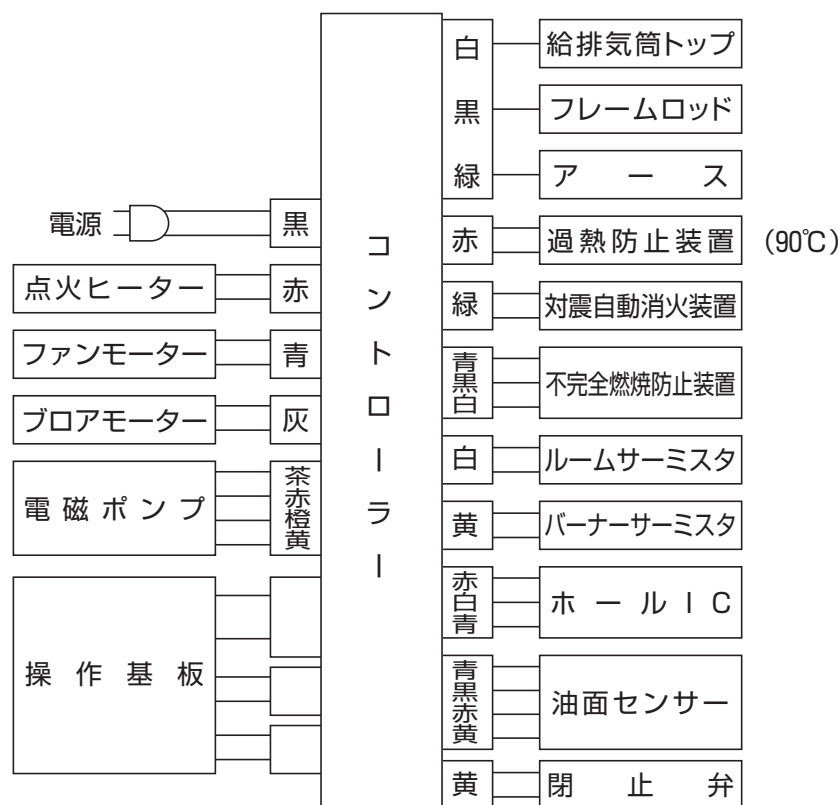 電源
黒
点火ヒーター
赤
ファンモーター
青
ブロアモーター
灰
電磁ポンプ
茶
赤
橙
黄
操作基板
コントローラー
白
給排気筒トップ
黒
フレームロッド
緑
アース
赤
過熱防止装置 (90℃)
緑
対震自動消火装置
青
黒
白
不完全燃焼防止装置
白
ルームサーミスタ
黄
バーナーサーミスタ
赤
白
青
ホールIC
青
黒
赤
黄
油面センサー
黄
閉止弁